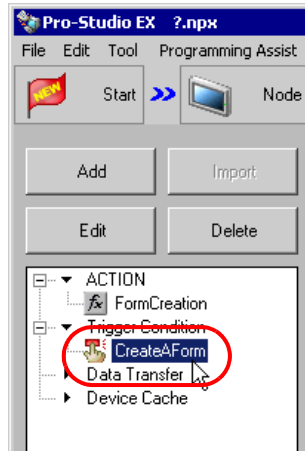 Pro-Studio EX ?.npx
File Edit Tool Programming Assist
NEW Start Node
Add Import
Edit Delete
ACTION
fx FormCreation
Trigger Condition
CreateAForm
Data Transfer
Device Cache